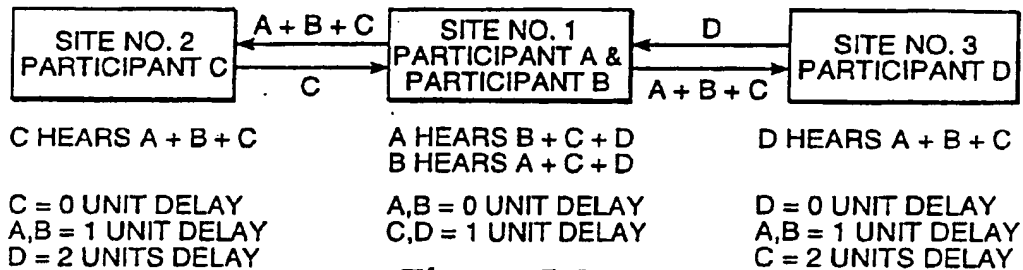 SITE NO. 2
PARTICIPANT C
A + B + C
C
SITE NO. 1
PARTICIPANT A &
PARTICIPANT B
D
A + B + C
SITE NO. 3
PARTICIPANT D
C HEARS A + B + C
A HEARS B + C + D
B HEARS A + C + D
D HEARS A + B + C
C = 0 UNIT DELAY
A,B = 1 UNIT DELAY
D = 2 UNITS DELAY
A,B = 0 UNIT DELAY
C,D = 1 UNIT DELAY
D = 0 UNIT DELAY
A,B = 1 UNIT DELAY
C = 2 UNITS DELAY